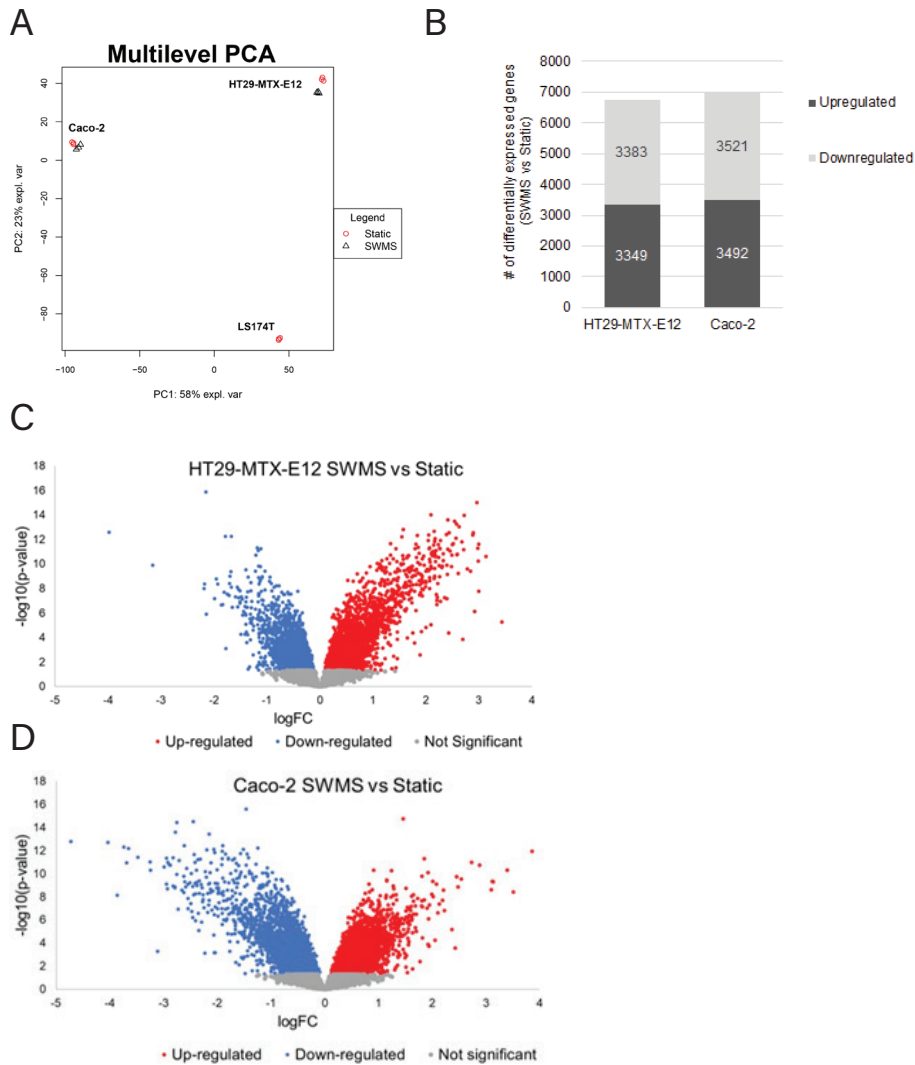 A
Multilevel PCA
HT29-MTX-E12
Caco-2
LS174T
40
20
0
−20
−40
−60
−80
PC2: 23% expl. var
−100
−50
0
50
PC1: 58% expl. var
Legend
Static
SWMS
B
# of differentially expressed genes
(SWMS vs Static)
8000
7000
6000
5000
4000
3000
2000
1000
0
3383
3521
3349
3492
HT29-MTX-E12
Caco-2
Upregulated
Downregulated
C
HT29-MTX-E12 SWMS vs Static
-log10(p-value)
18
16
14
12
10
8
6
4
2
0
-5
-4
-3
-2
-1
0
1
2
3
4
logFC
Up-regulated
Down-regulated
Not Significant
D
Caco-2 SWMS vs Static
-log10(p-value)
18
16
14
12
10
8
6
4
2
0
-5
-4
-3
-2
-1
0
1
2
3
4
logFC
Up-regulated
Down-regulated
Not significant